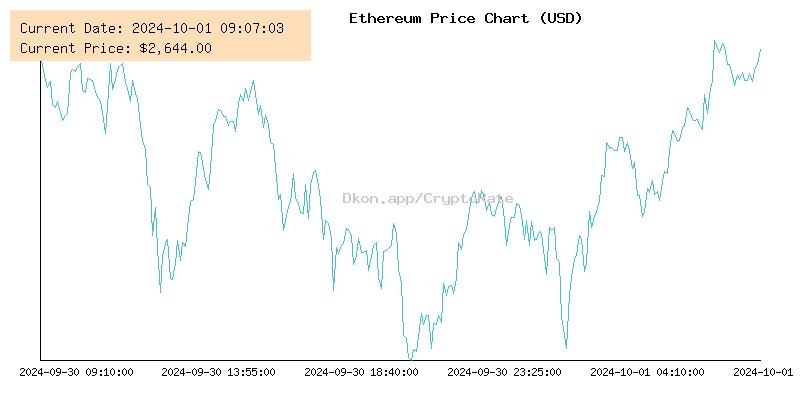 Ethereum Price Chart (USD)
Current Date: 2024-10-01 09:07:03
Current Price: $2,644.00
Dkon.app/CryptoRate
2024-09-30 09:10:00
2024-09-30 13:55:00
2024-09-30 18:40:00
2024-09-30 23:25:00
2024-10-01 04:10:00
2024-10-01